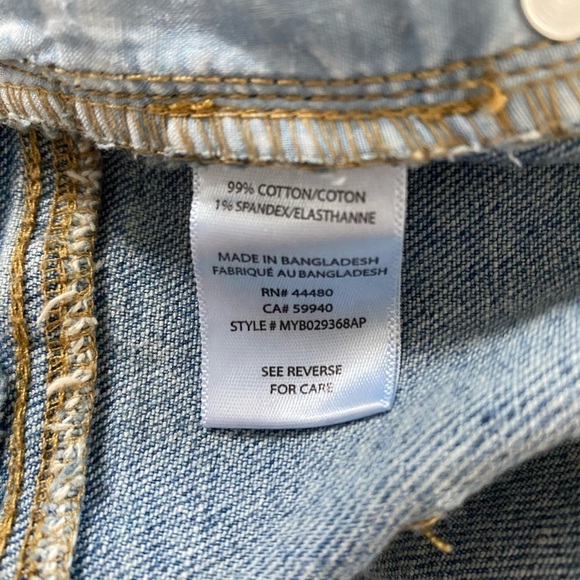 99% COTTON/COTON
1% SPANDEX/ELASTHANNE
MADE IN BANGLADESH
FABRIQUÉ AU BANGLADESH
RN# 44480
CA# 59940
STYLE # MYB029368AP
SEE REVERSE
FOR CARE